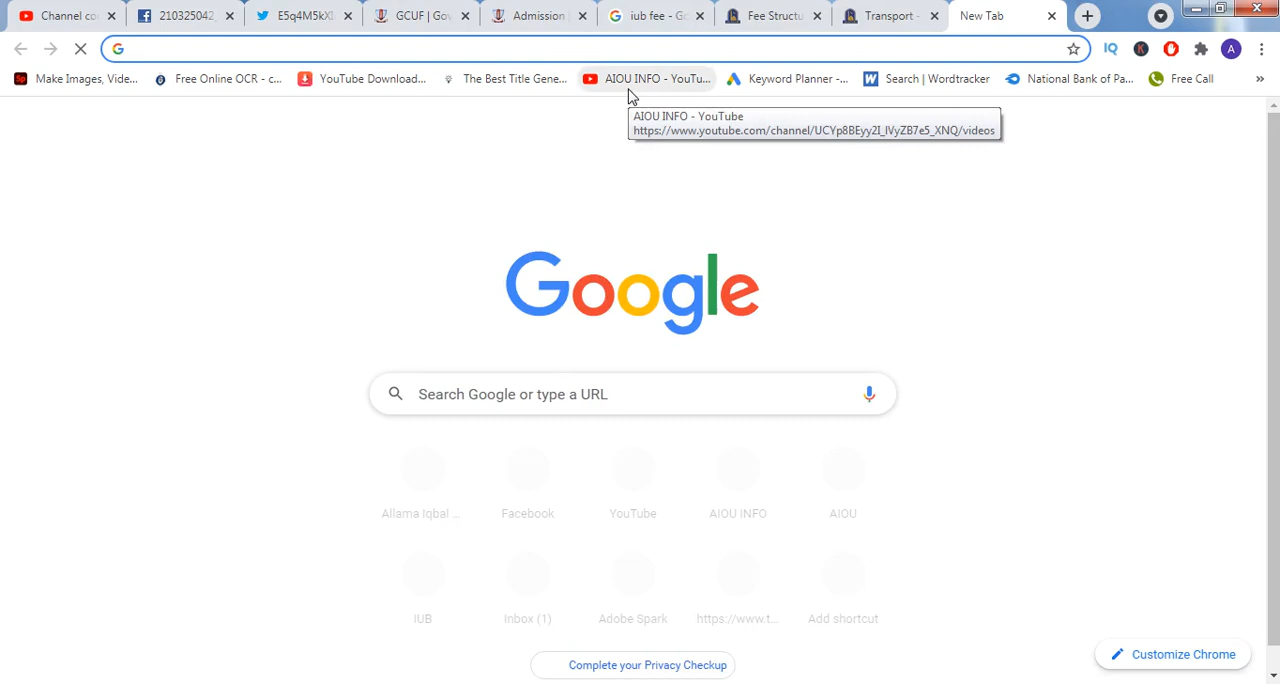 Channel co
210325042_
E5q4M5kXI
GCUF | Gov
Admission
iub fee - Go
Fee Structu
Transport -
New Tab
A
Make Images, Vide...
Free Online OCR - c...
YouTube Download...
The Best Title Gene...
AIOU INFO - YouTu...
Keyword Planner -...
Search | Wordtracker
National Bank of Pa...
Free Call
»
AIOU INFO - YouTube
https://www.youtube.com/channel/UCYp8BEyy2I_lVyZB7e5_XNQ/videos
Google
Search Google or type a URL
Allama Iqbal ...
Facebook
YouTube
AIOU INFO
AIOU
IUB
Inbox (1)
Adobe Spark
https://www.t...
Add shortcut
Complete your Privacy Checkup
Customize Chrome